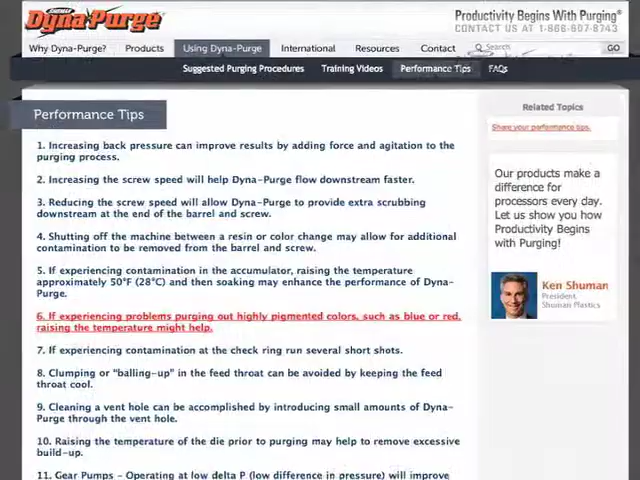 SHUMAN
Dyna-Purge
Productivity Begins With Purging®
CONTACT US AT 1-866-607-8743
Why Dyna-Purge? Products Using Dyna-Purge International Resources Contact Search GO
Suggested Purging Procedures Training Videos Performance Tips FAQs
Performance Tips
1. Increasing back pressure can improve results by adding force and agitation to the
purging process.
2. Increasing the screw speed will help Dyna-Purge flow downstream faster.
3. Reducing the screw speed will allow Dyna-Purge to provide extra scrubbing
downstream at the end of the barrel and screw.
4. Shutting off the machine between a resin or color change may allow for additional
contamination to be removed from the barrel and screw.
5. If experiencing contamination in the accumulator, raising the temperature
approximately 50°F (28°C) and then soaking may enhance the performance of Dyna-
Purge.
6. If experiencing problems purging out highly pigmented colors, such as blue or red,
raising the temperature might help.
7. If experiencing contamination at the check ring run several short shots.
8. Clumping or "balling-up" in the feed throat can be avoided by keeping the feed
throat cool.
9. Cleaning a vent hole can be accomplished by introducing small amounts of Dyna-
Purge through the vent hole.
10. Raising the temperature of the die prior to purging may help to remove excessive
build-up.
11. Gear Pumps - Operating at low delta P (low difference in pressure) will improve
Related Topics
Share your performance tips.
Our products make a
difference for
processors every day.
Let us show you how
Productivity Begins
with Purging!
Ken Shuman
President,
Shuman Plastics